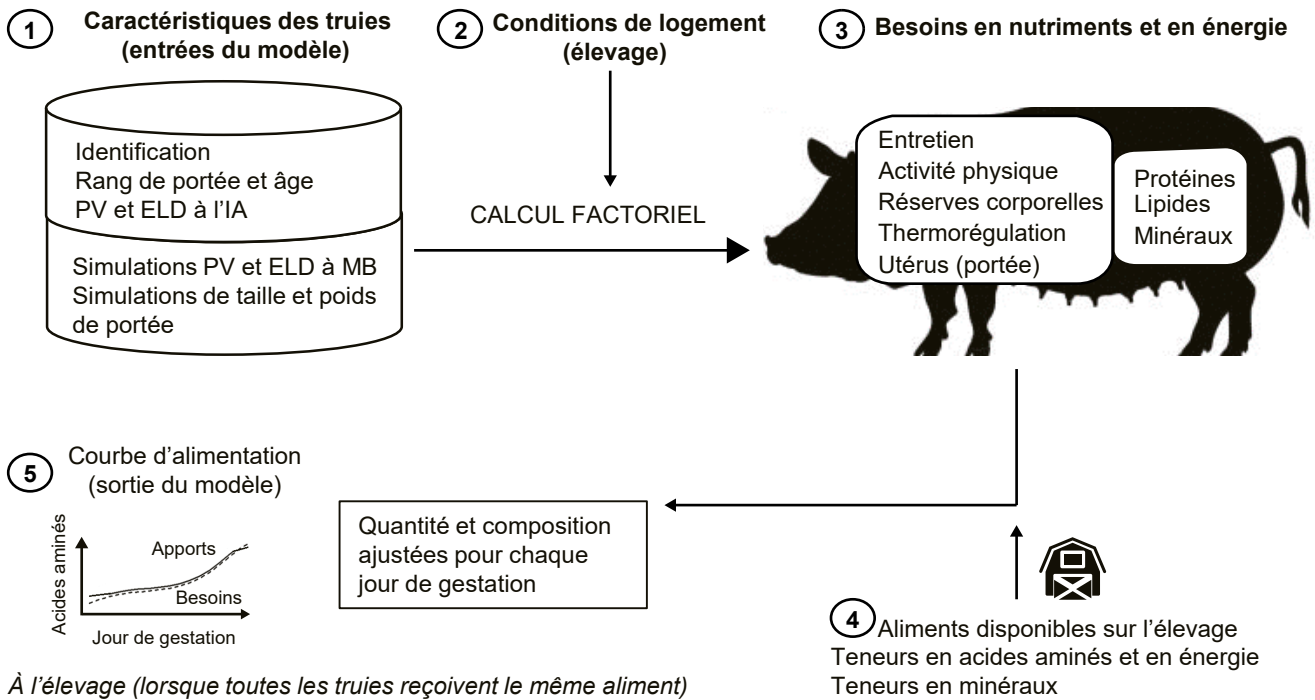 1
Caractéristiques des truies
(entrées du modèle)
Identification
Rang de portée et âge
PV et ELD à l’IA
Simulations PV et ELD à MB
Simulations de taille et poids
de portée
2
Conditions de logement
(élevage)
CALCUL FACTORIEL
3
Besoins en nutriments et en énergie
Entretien
Activité physique
Réserves corporelles
Thermorégulation
Utérus (portée)
Protéines
Lipides
Minéraux
4
Aliments disponibles sur l’élevage
Teneurs en acides aminés et en énergie
Teneurs en minéraux
Quantité et composition
ajustées pour chaque
jour de gestation
5
Courbe d’alimentation
(sortie du modèle)
Acides aminés
Apports
Besoins
Jour de gestation
À l’élevage (lorsque toutes les truies reçoivent le même aliment)